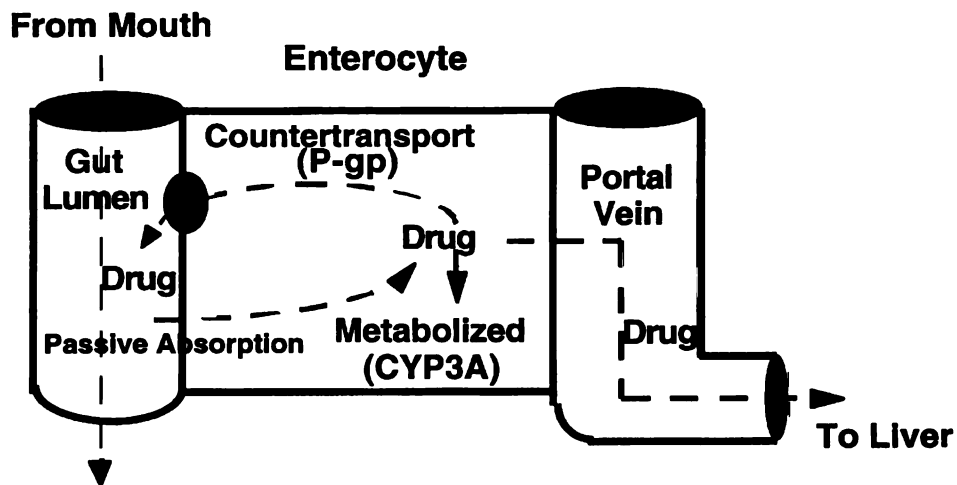 From Mouth
Enterocyte
Countertransport
(P-gp)
Gut
Lumen
Portal
Vein
Drug
Drug
Passive Absorption
Metabolized
(CYP3A)
Drug
To Liver